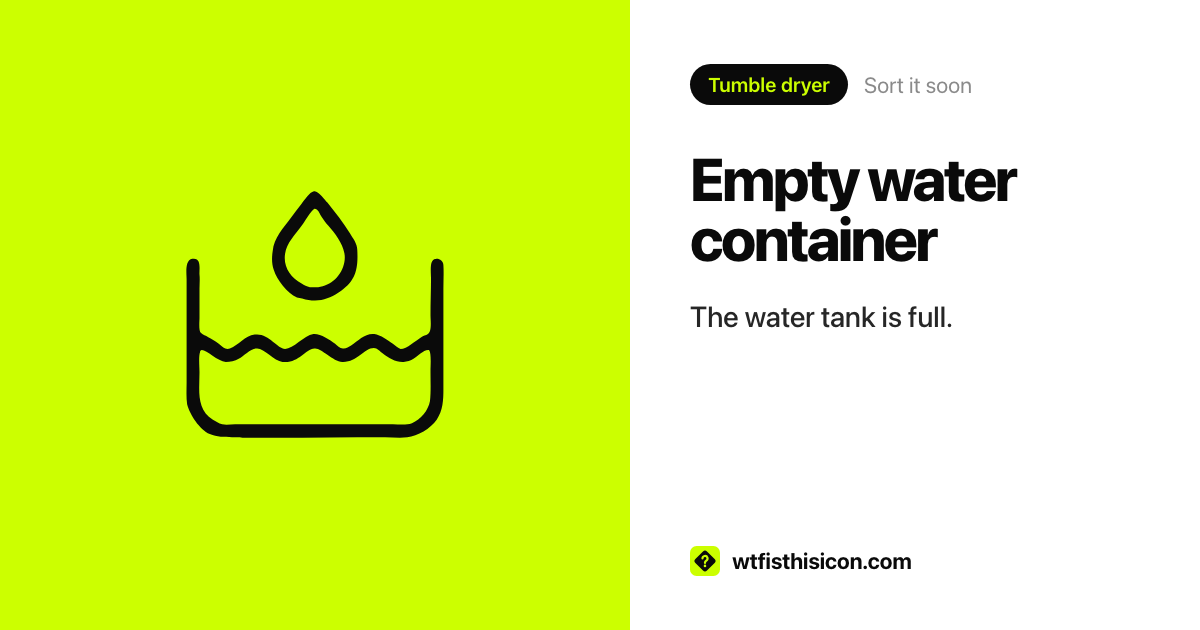 Tumble dryer Sort it soon
Empty water
container
The water tank is full.
? wtfisthisicon.com